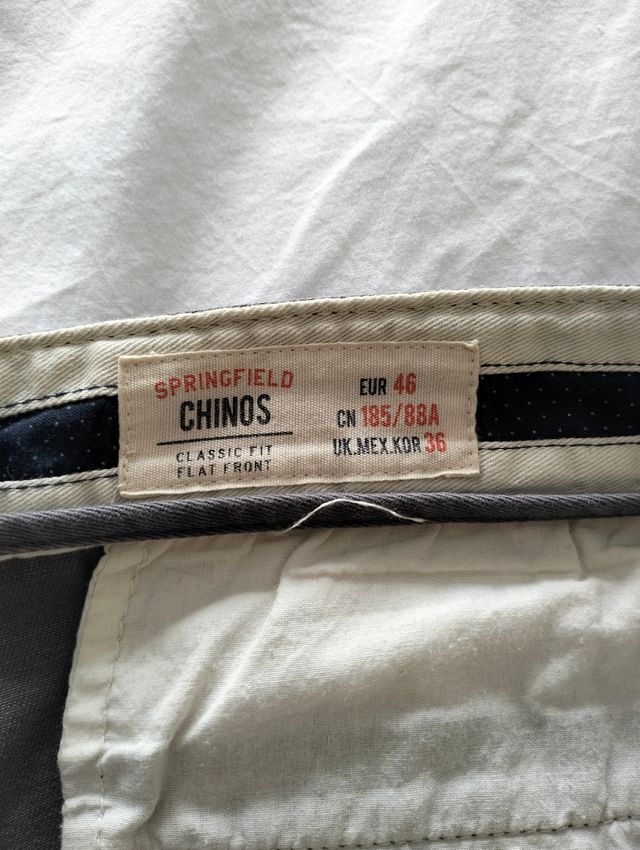 SPRINGFIELD
CHINOS
CLASSIC FIT
FLAT FRONT
EUR 46
CN 185/88A
UK.MEX.KOR 36